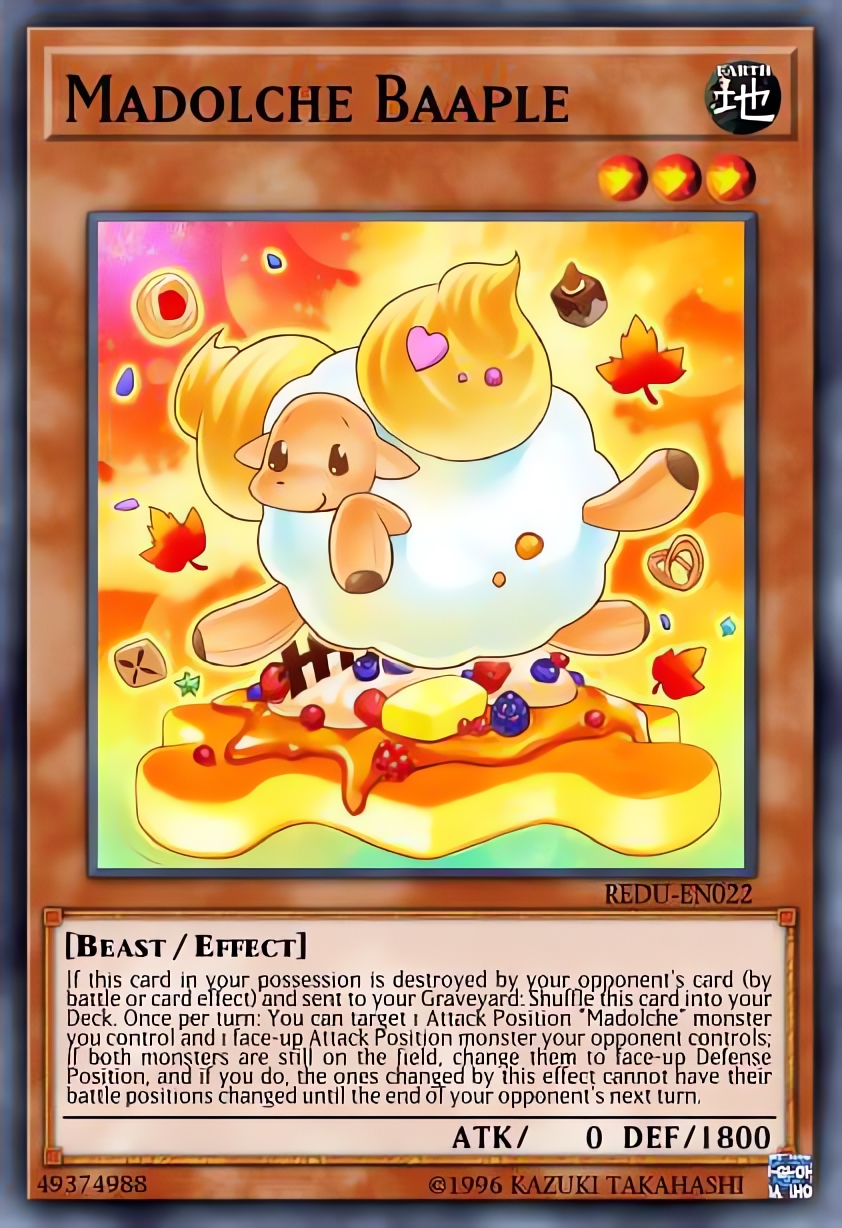 Madolche Baaple
EARTH
地
REDU-EN022
[Beast / Effect]
If this card in your possession is destroyed by your opponent's card (by
battle or card effect) and sent to your Graveyard: Shuffle this card into your
Deck. Once per turn: You can target 1 Attack Position "Madolche" monster
you control and 1 face-up Attack Position monster your opponent controls;
if both monsters are still on the field, change them to face-up Defense
Position, and if you do, the ones changed by this effect cannot have their
battle positions changed until the end of your opponent's next turn.
ATK/ 0 DEF/1800
49374988
©1996 KAZUKI TAKAHASHI